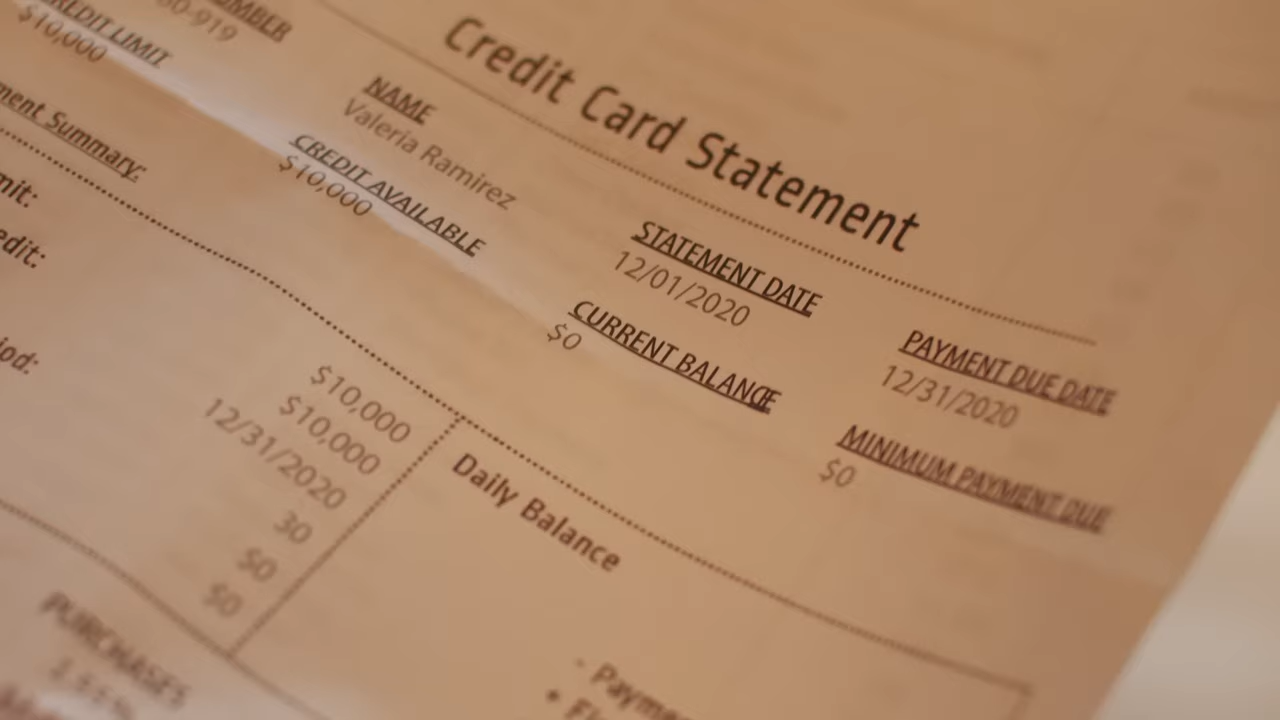 Credit Card Statement
NAME
Valeria Ramirez
STATEMENT DATE
12/01/2020
PAYMENT DUE DATE
12/31/2020
LIMIT
$10,000
CREDIT AVAILABLE
$10,000
CURRENT BALANCE
$0
MINIMUM PAYMENT DUE
$0
Summary:
$10,000
$10,000
12/31/2020
30
$0
$0
Daily Balance
PURCHASES